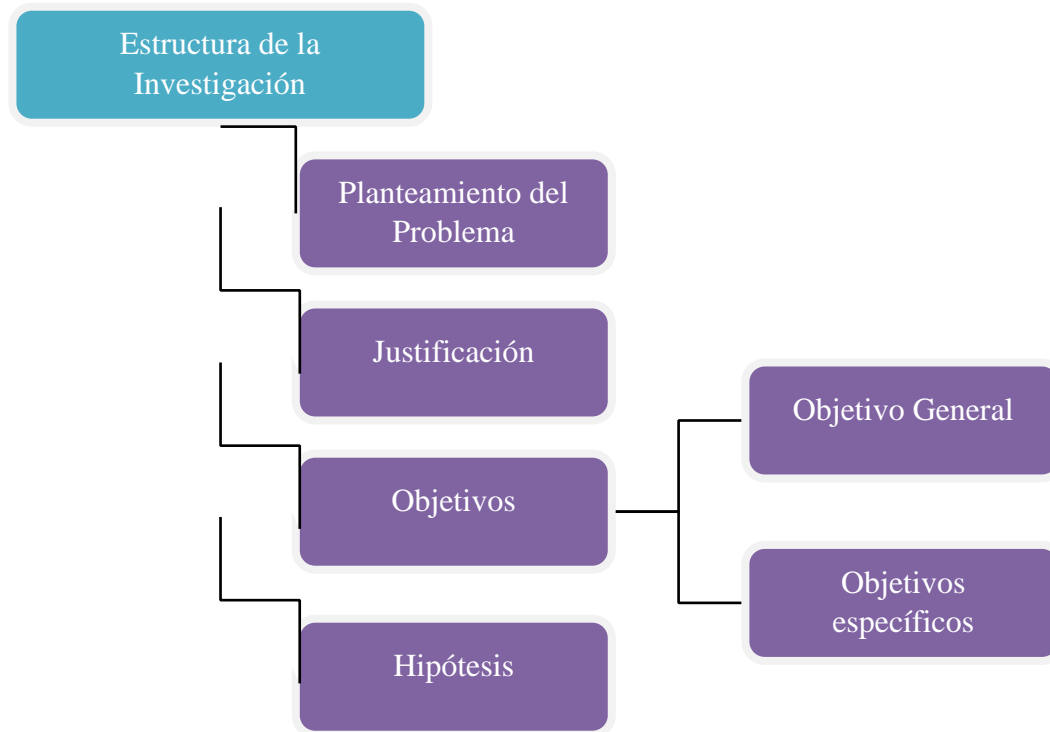 Estructura de la
Investigación
Planteamiento del
Problema
Justificación
Objetivo General
Objetivos
Objetivos
específicos
Hipótesis